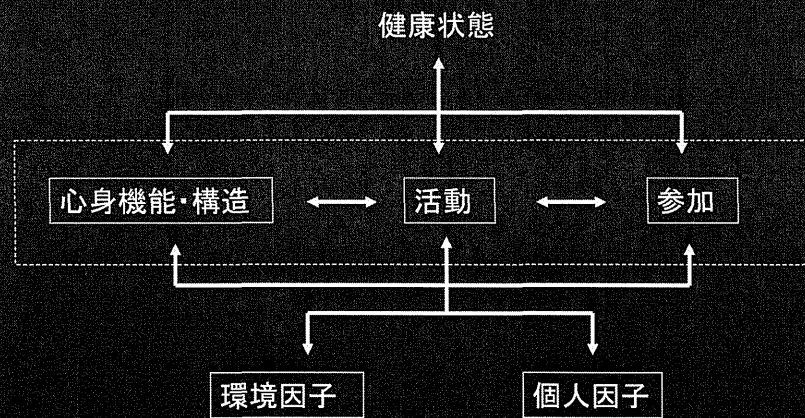 健康状態
心身機能・構造
活動
参加
環境因子
個人因子